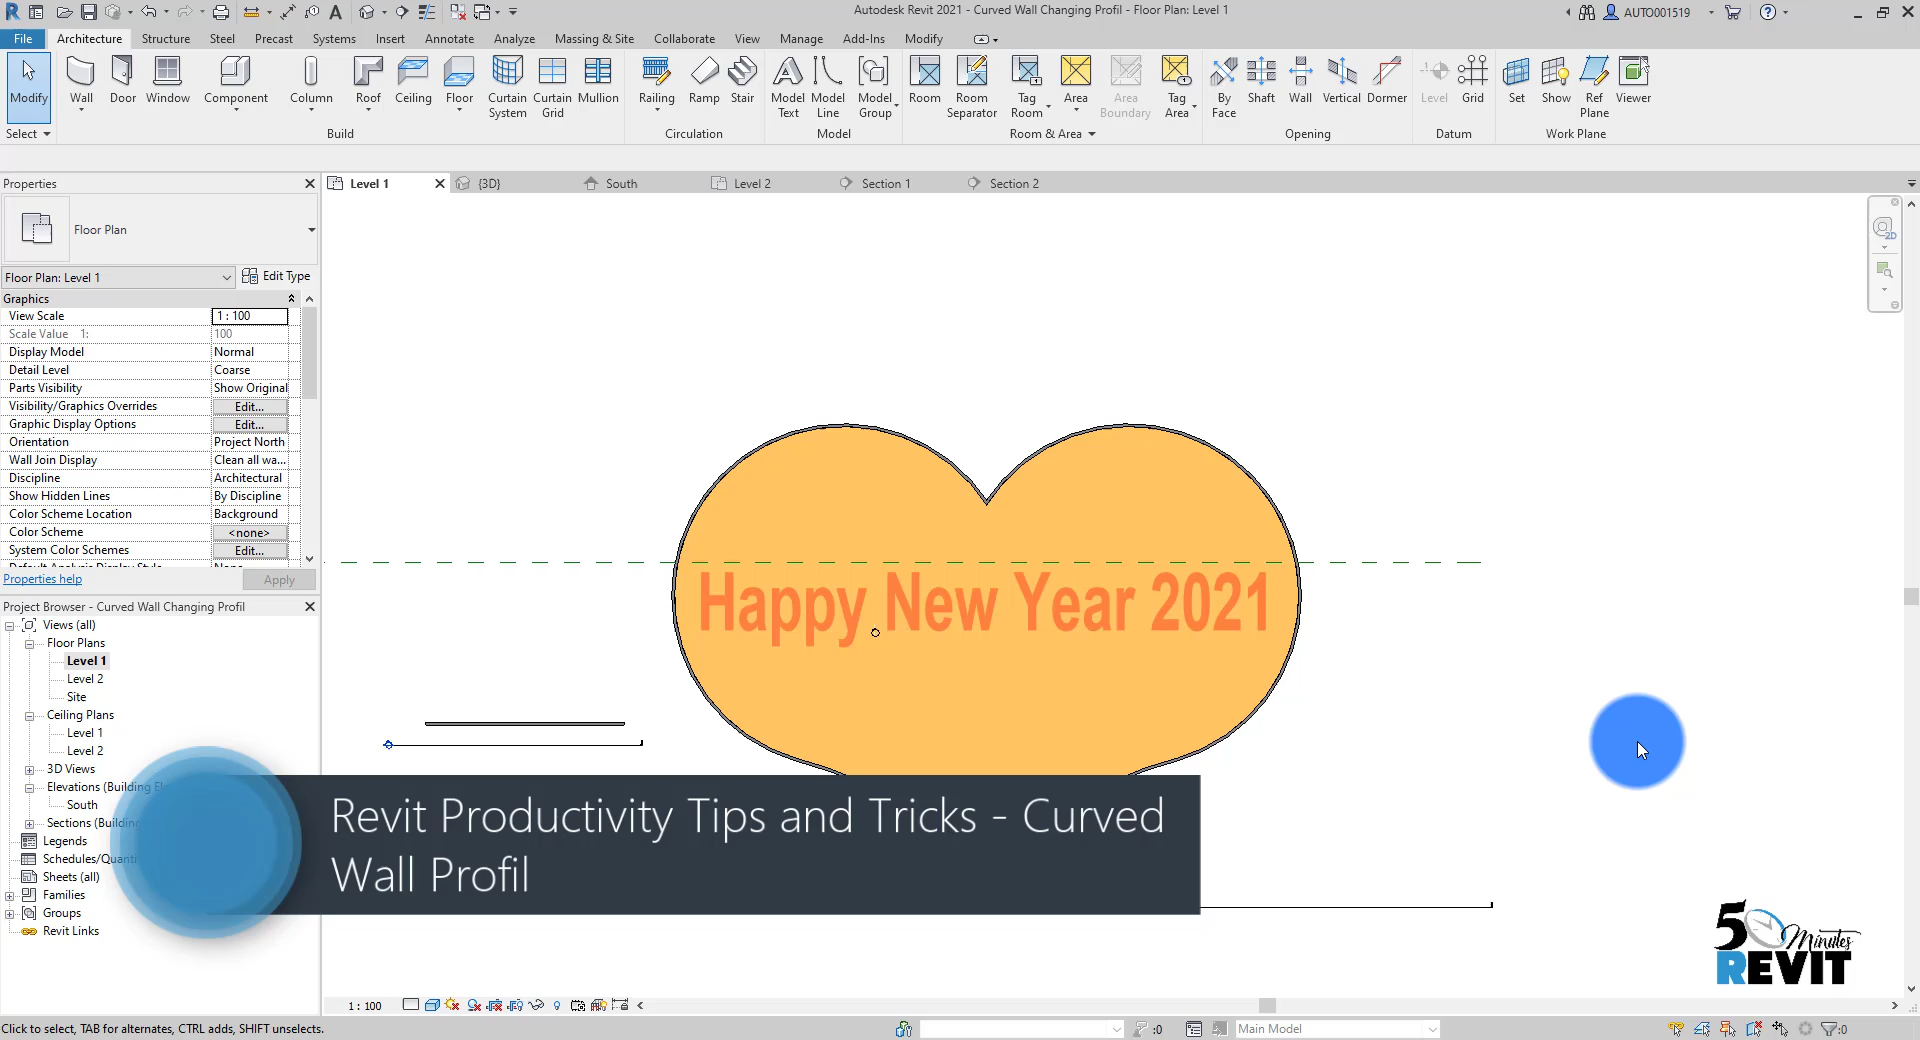 Autodesk Revit 2021 - Curved Wall Changing Profil - Floor Plan: Level 1
AUTO001519
File Architecture Structure Steel Precast Systems Insert Annotate Analyze Massing & Site Collaborate View Manage Add-Ins Modify
Modify Wall Door Window Component Column Roof Ceiling Floor Curtain System Curtain Grid Mullion Railing Ramp Stair Model Text Model Line Model Group Room Room Separator Tag Room Area Area Boundary Tag Area By Face Shaft Wall Vertical Dormer Level Grid Set Show Ref Plane Viewer
Select Build Circulation Model Room & Area Opening Datum Work Plane
Properties
Level 1 {3D} South Level 2 Section 1 Section 2
Floor Plan
2D
Floor Plan: Level 1 Edit Type
Graphics
View Scale 1 : 100
Scale Value 1: 100
Display Model Normal
Detail Level Coarse
Parts Visibility Show Original
Visibility/Graphics Overrides Edit...
Graphic Display Options Edit...
Orientation Project North
Wall Join Display Clean all wa...
Discipline Architectural
Show Hidden Lines By Discipline
Color Scheme Location Background
Color Scheme <none>
System Color Schemes Edit...
Properties help Apply
Happy New Year 2021
Project Browser - Curved Wall Changing Profil
Views (all)
Floor Plans
Level 1
Level 2
Site
Ceiling Plans
Level 1
Level 2
3D Views
Elevations (Building El
South
Sections (Building
Legends
Schedules/Quanti
Sheets (all)
Families
Groups
Revit Links
Revit Productivity Tips and Tricks - Curved
Wall Profil
5 Minutes
REVIT
1 : 100
Click to select, TAB for alternates, CTRL adds, SHIFT unselects.
:0
Main Model
:0